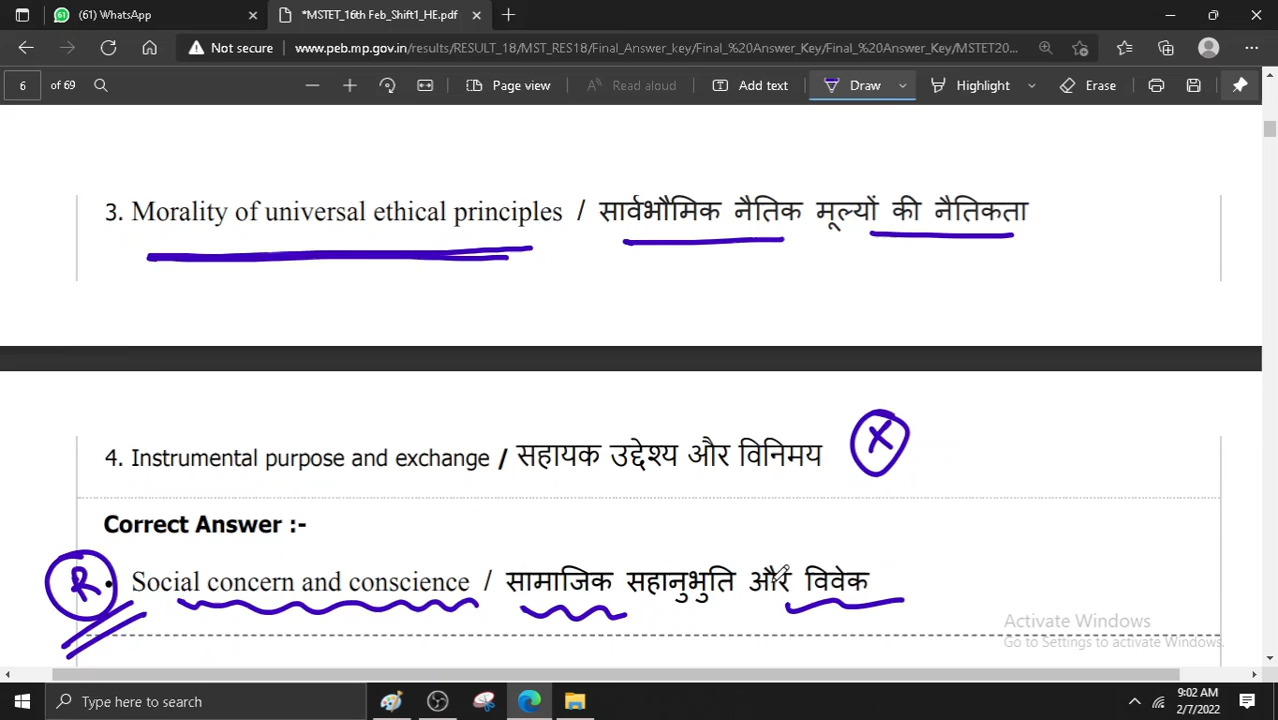 (61) WhatsApp
*MSTET_16th Feb_Shift1_HE.pdf
Not secure
www.peb.mp.gov.in/results/RESULT_18/MST_RES18/Final_Answer_key/Final_%20Answer_Key/Final_%20Answer_Key/MSTET20...
6 of 69
Page view
Read aloud
Add text
Draw
Highlight
Erase
3. Morality of universal ethical principles / सार्वभौमिक नैतिक मूल्यों की नैतिकता
4. Instrumental purpose and exchange / सहायक उद्देश्य और विनिमय X
Correct Answer :-
R • Social concern and conscience / सामाजिक सहानुभुति और विवेक
Activate Windows
Go to Settings to activate Windows.
Type here to search
9:02 AM
2/7/2022